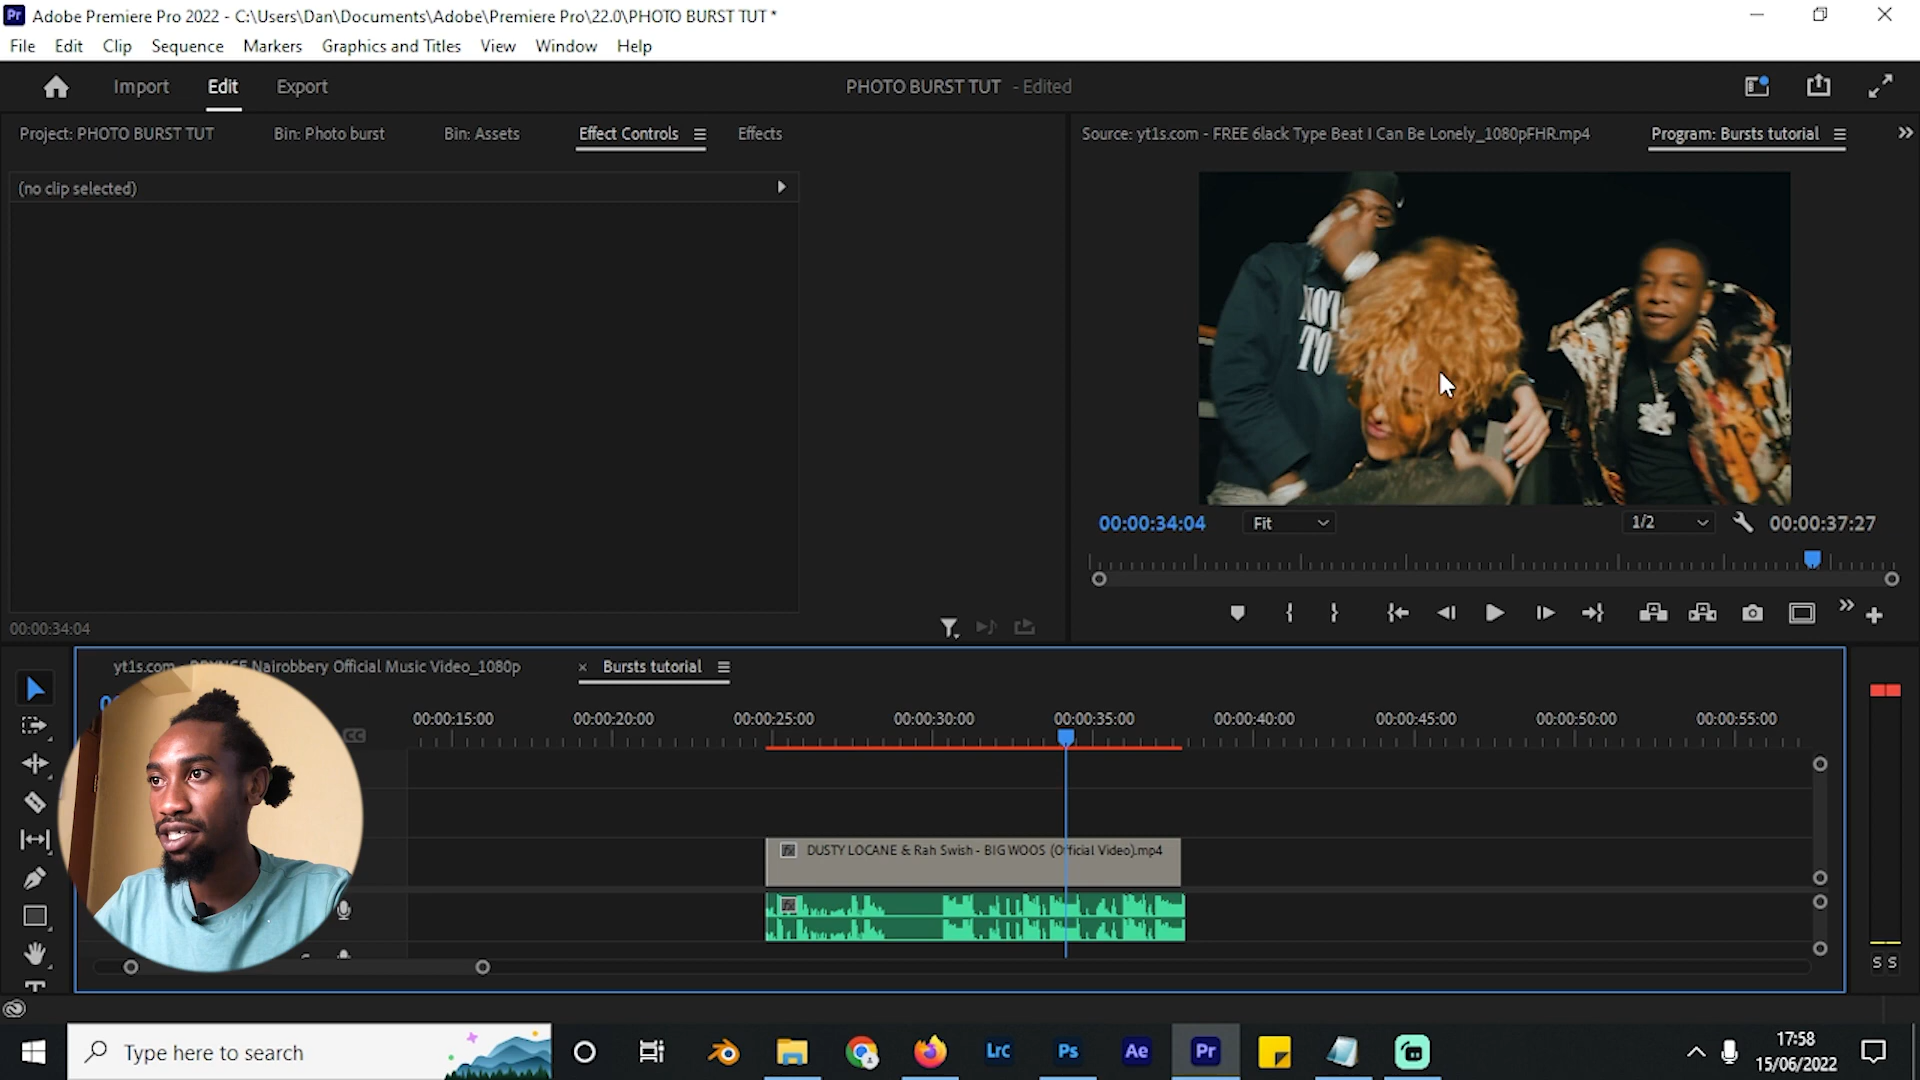 Adobe Premiere Pro 2022 - C:\Users\Dan\Documents\Adobe\Premiere Pro\22.0\PHOTO BURST TUT *
File Edit Clip Sequence Markers Graphics and Titles View Window Help
Import Edit Export PHOTO BURST TUT - Edited
Project: PHOTO BURST TUT Bin: Photo burst Bin: Assets Effect Controls Effects Source: yt1s.com - FREE 6lack Type Beat I Can Be Lonely_1080pFHR.mp4 Program: Bursts tutorial
(no clip selected)
NOT
TO
00:00:34:04 Fit 1/2 00:00:37:27
00:00:34:04
yt1s.com Nairobbery Official Music Video_1080p × Bursts tutorial
00:00:15:00 00:00:20:00 00:00:25:00 00:00:30:00 00:00:35:00 00:00:40:00 00:00:45:00 00:00:50:00 00:00:55:00
CC
fx DUSTY LOCANE & Rah Swish - BIG WOOS (Official Video).mp4
fx
S S
Type here to search
LrC Ps Ae Pr
17:58
15/06/2022